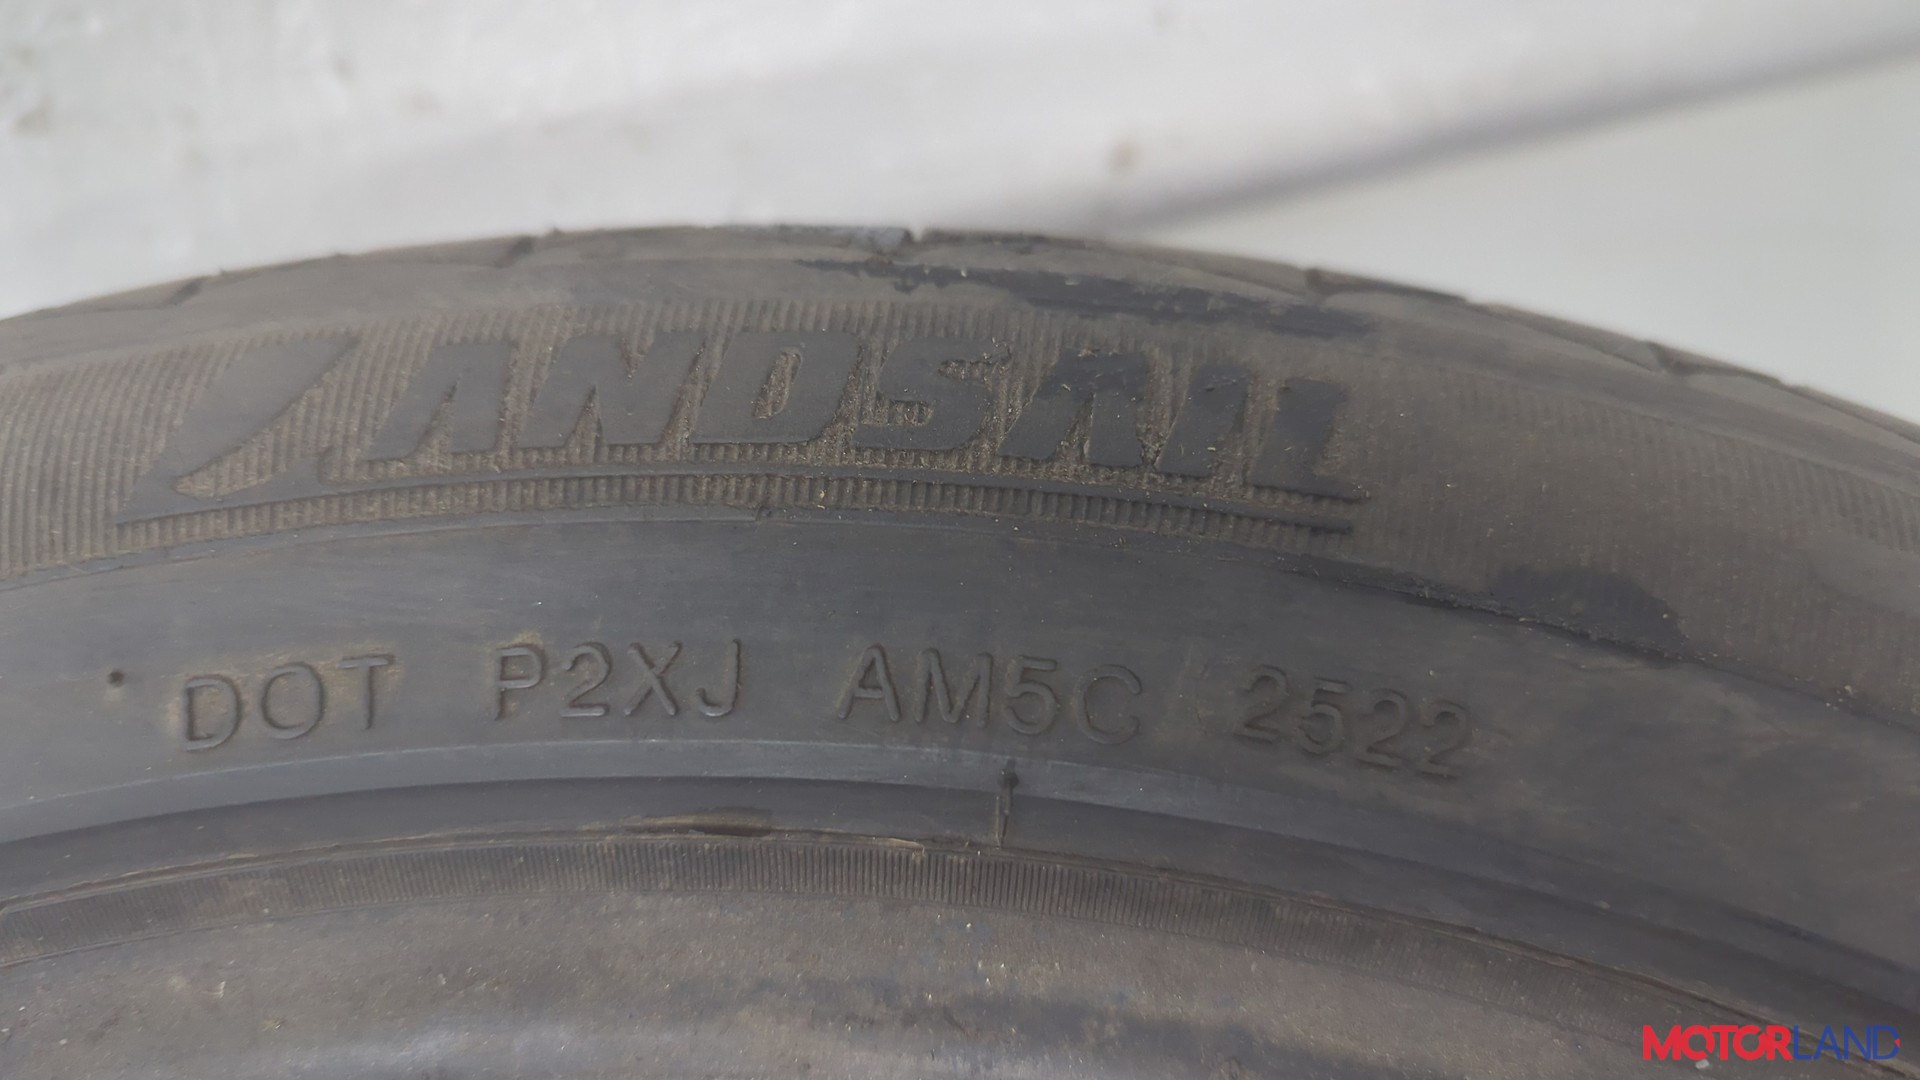 LANDSAIL
DOT P2XJ AM5C 2522
MOTORLAND